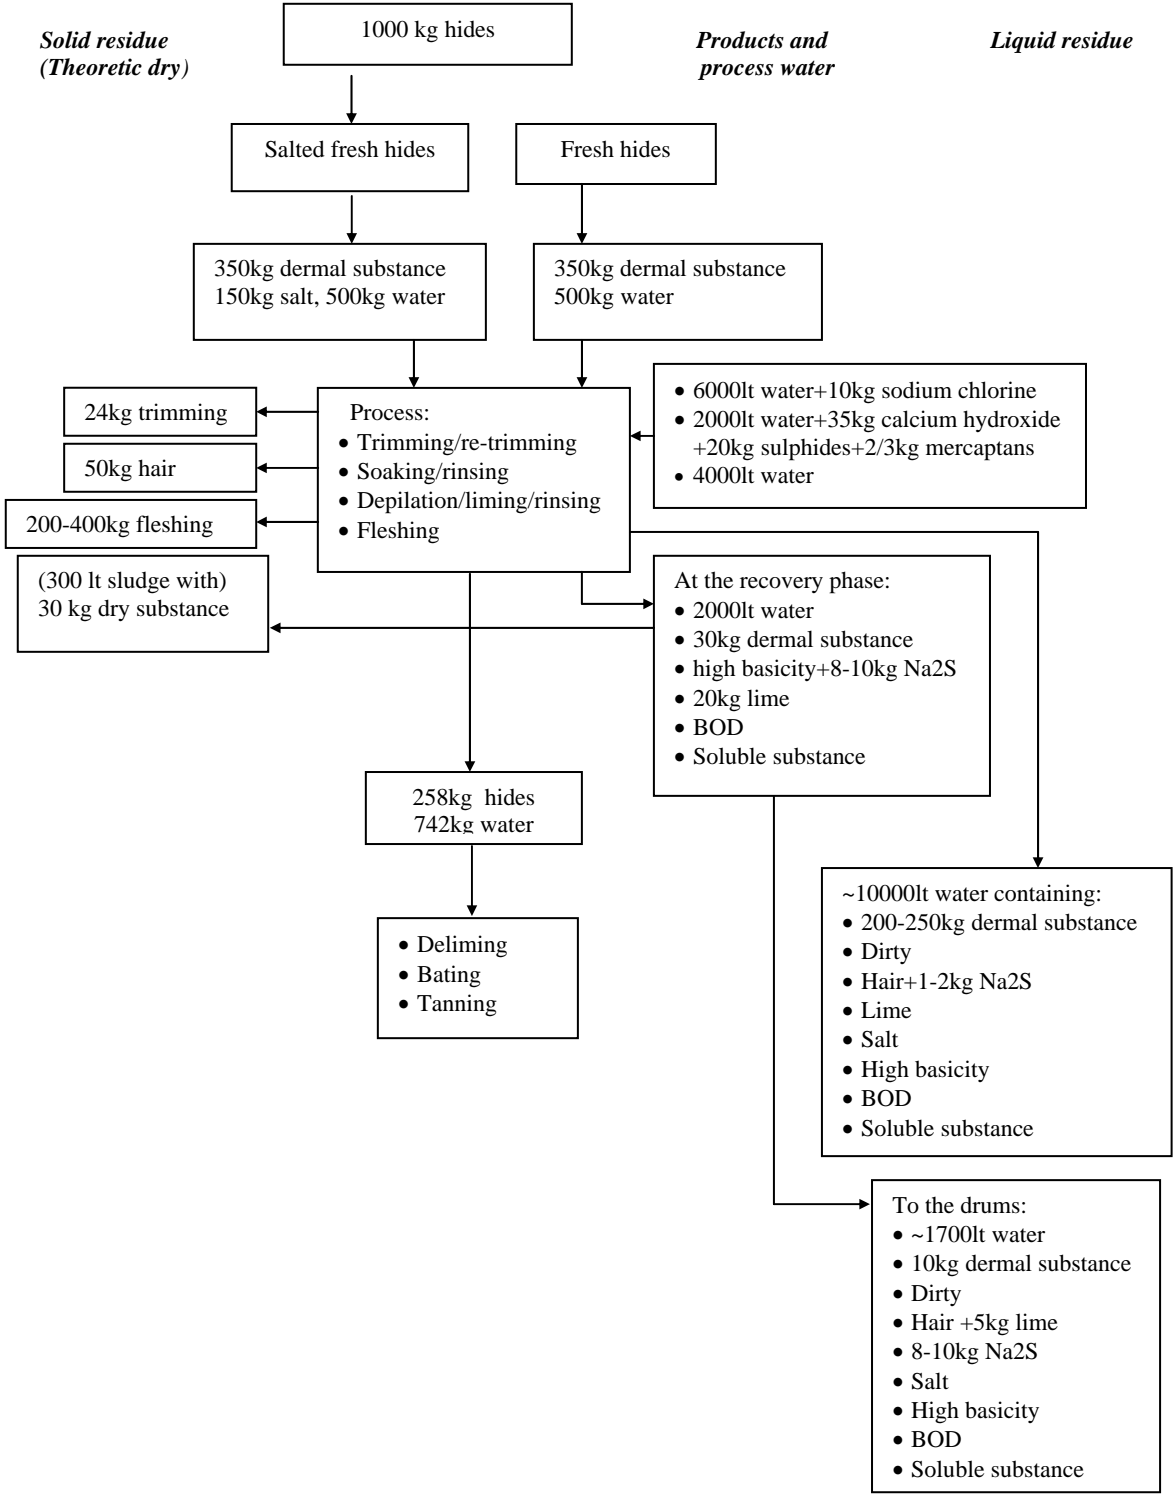 1000 kg hides
Solid residue
(Theoretic dry)
Products and
process water
Liquid residue
Salted fresh hides
Fresh hides
350kg dermal substance
150kg salt, 500kg water
350kg dermal substance
500kg water
24kg trimming
50kg hair
200-400kg fleshing
(300 lt sludge with)
30 kg dry substance
Process:
• Trimming/re-trimming
• Soaking/rinsing
• Depilation/liming/rinsing
• Fleshing
• 6000lt water+10kg sodium chlorine
• 2000lt water+35kg calcium hydroxide
+20kg sulphides+2/3kg mercaptans
• 4000lt water
At the recovery phase:
• 2000lt water
• 30kg dermal substance
• high basicity+8-10kg Na2S
• 20kg lime
• BOD
• Soluble substance
258kg hides
742kg water
• Deliming
• Bating
• Tanning
~10000lt water containing:
• 200-250kg dermal substance
• Dirty
• Hair+1-2kg Na2S
• Lime
• Salt
• High basicity
• BOD
• Soluble substance
To the drums:
• ~1700lt water
• 10kg dermal substance
• Dirty
• Hair +5kg lime
• 8-10kg Na2S
• Salt
• High basicity
• BOD
• Soluble substance